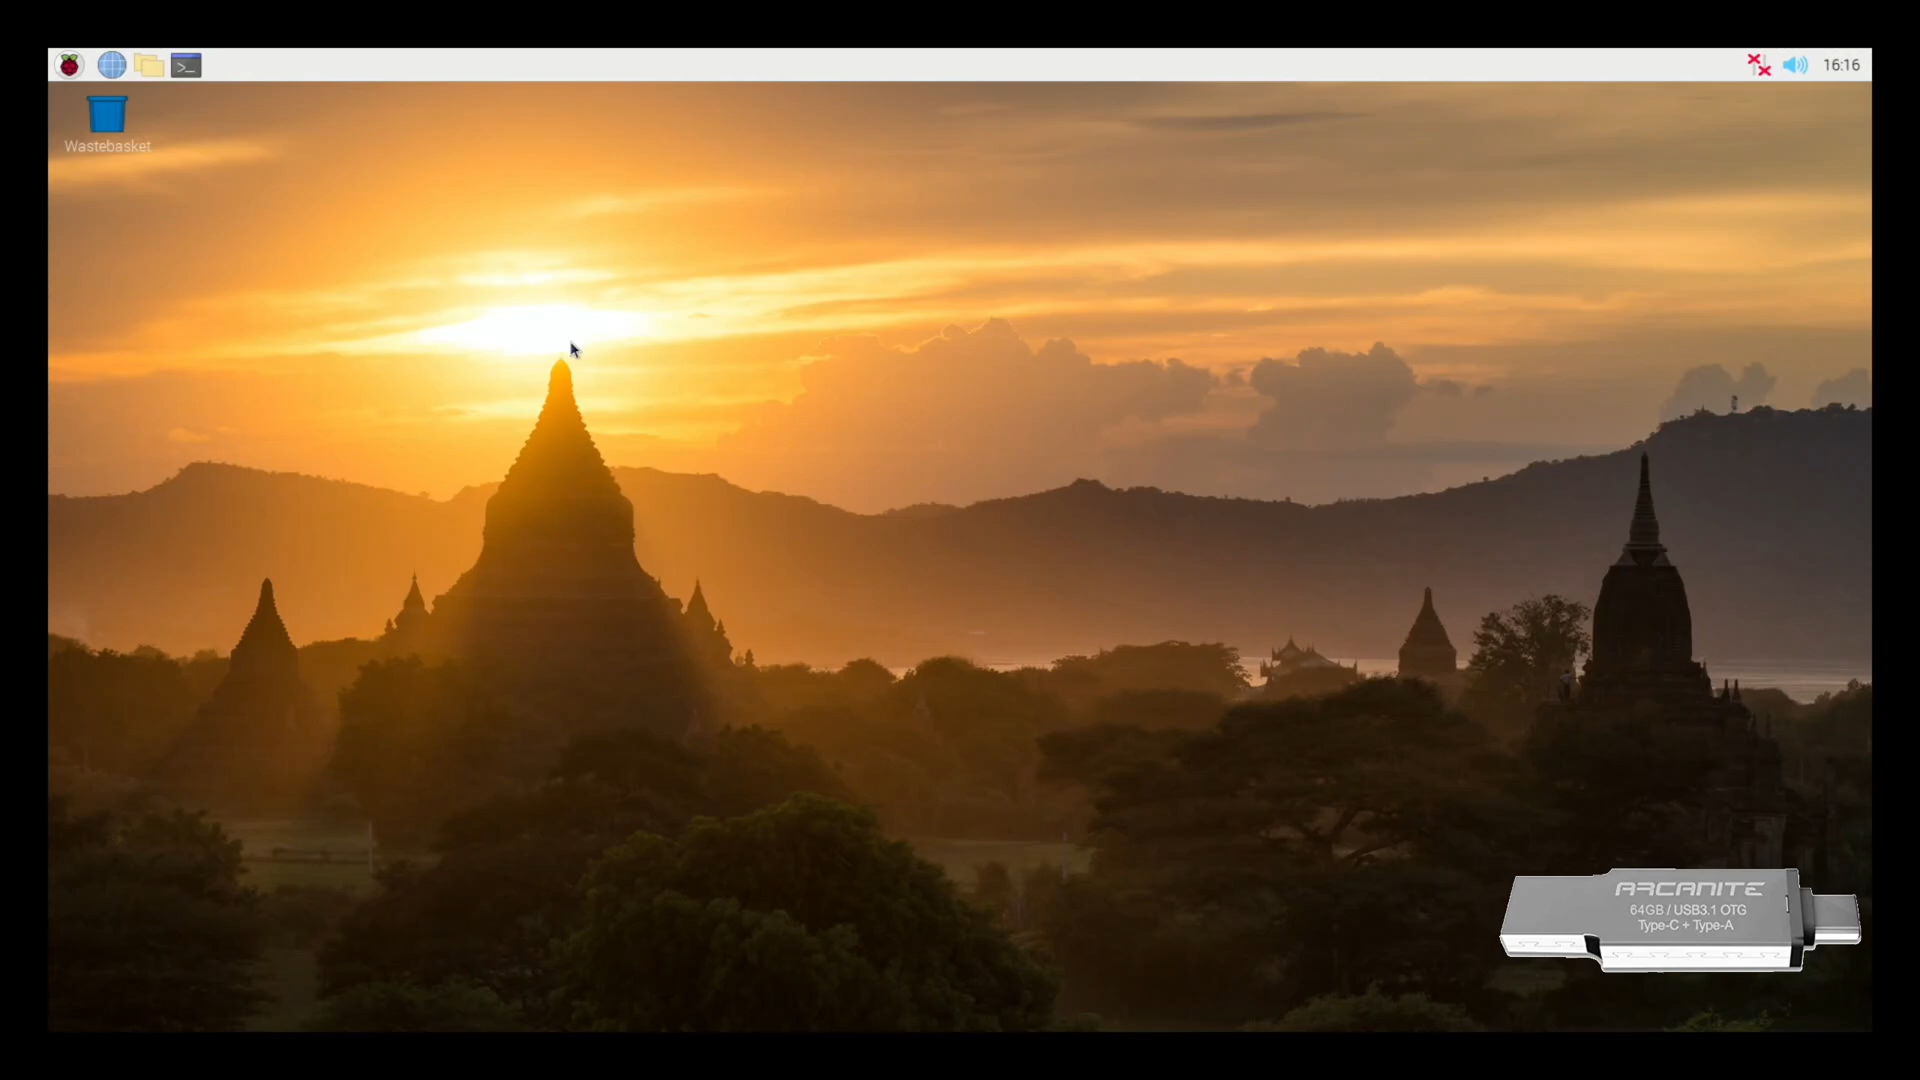 16:16
Wastebasket
ARCANITE
64GB / USB3.1 OTG
Type-C + Type-A